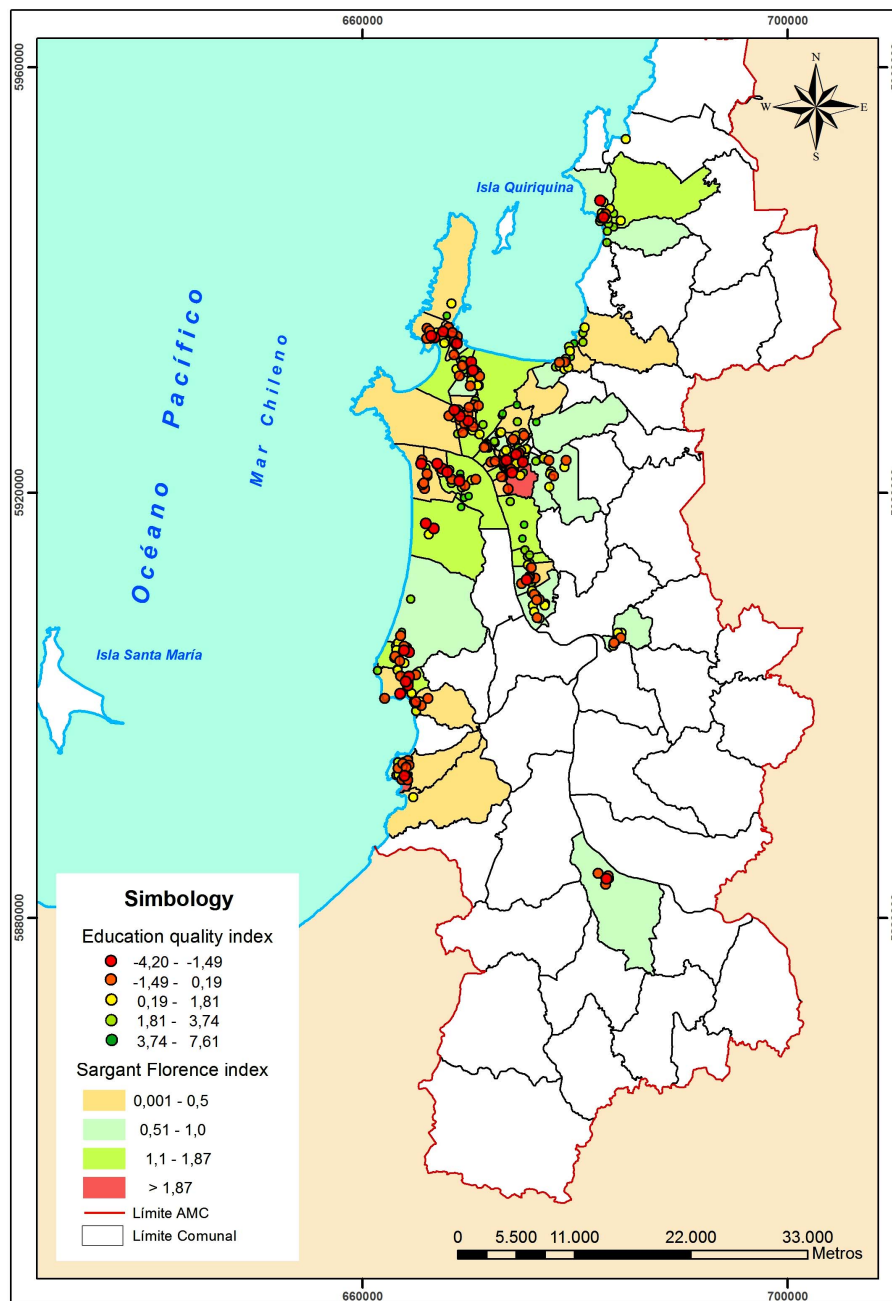 660000
700000
5960000
N
W
E
S
Isla Quiriquina
Océano Pacífico
Mar Chileno
5920000
Isla Santa María
5880000
Simbology
Education quality index
-4,20 - -1,49
-1,49 - 0,19
0,19 - 1,81
1,81 - 3,74
3,74 - 7,61
Sargant Florence index
0,001 - 0,5
0,51 - 1,0
1,1 - 1,87
> 1,87
Límite AMC
Límite Comunal
0
5.500
11.000
22.000
33.000
Metros
660000
700000